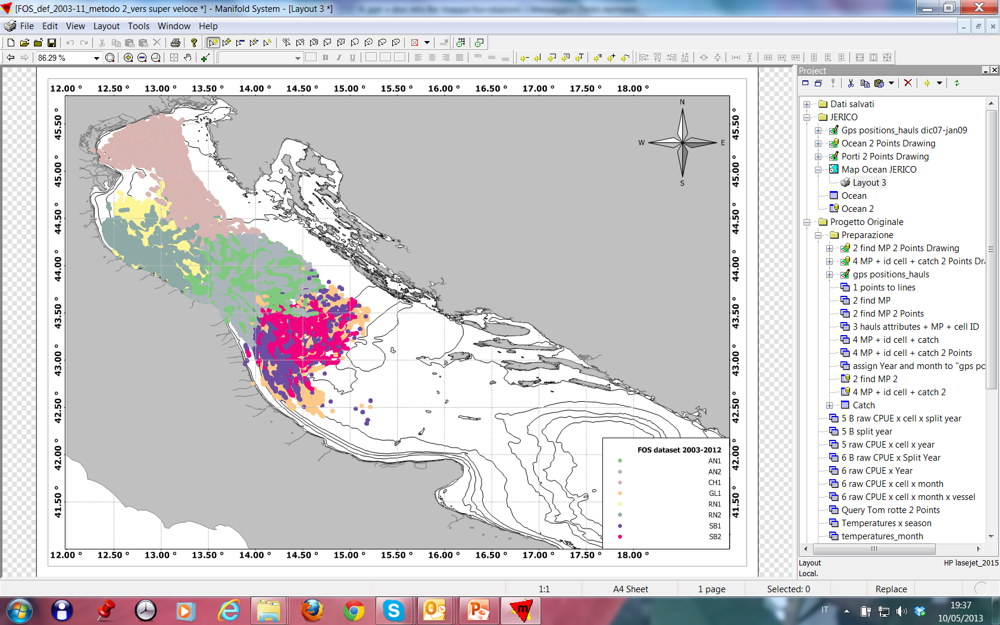 [FOS_def_2003-11_metodo 2_vers super veloce *] - Manifold System - [Layout 3 *]
File Edit View Layout Tools Window Help
86.29 %
B I U
Project
Dati salvati
JERICO
Gps positions_hauls dic07-jan09
Ocean 2 Points Drawing
Porti 2 Points Drawing
Map Ocean JERICO
Layout 3
Ocean
Ocean 2
Progetto Originale
Preparazione
2 find MP 2 Points Drawing
4 MP + id cell + catch 2 Points Dr
gps positions_hauls
1 points to lines
2 find MP
2 find MP 2 Points
3 hauls attributes + MP + cell ID
4 MP + id cell + catch
4 MP + id cell + catch 2 Points
assign Year and month to "gps pc
2 find MP 2
4 MP + id cell + catch 2
Catch
5 B raw CPUE x cell x split year
5 B split year
5 raw CPUE x cell x year
6 B raw CPUE x Split Year
6 raw CPUE x Year
6 raw CPUE x cell x month
6 raw CPUE x cell x month x vessel
Query Tom rotte 2 Points
Temperatures x season
temperatures_month
Layout HP lasejet_2015
Local.
12.00 ° 12.50 ° 13.00 ° 13.50 ° 14.00 ° 14.50 ° 15.00 ° 15.50 ° 16.00 ° 16.50 ° 17.00 ° 17.50 ° 18.00 °
45.50 °
45.00 °
44.50 °
44.00 °
43.50 °
43.00 °
42.50 °
42.00 °
41.50 °
N
W E
S
45.50 °
45.00 °
44.50 °
44.00 °
43.50 °
43.00 °
42.50 °
42.00 °
41.50 °
FOS dataset 2003-2012
AN1
AN2
CH1
GL1
RN1
RN2
SB1
SB2
12.00 ° 12.50 ° 13.00 ° 13.50 ° 14.00 ° 14.50 ° 15.00 ° 15.50 ° 16.00 ° 16.50 ° 17.00 ° 17.50 ° 18.00 °
1:1 A4 Sheet 1 page Selected: 0 Replace
IT
19:37
10/05/2013